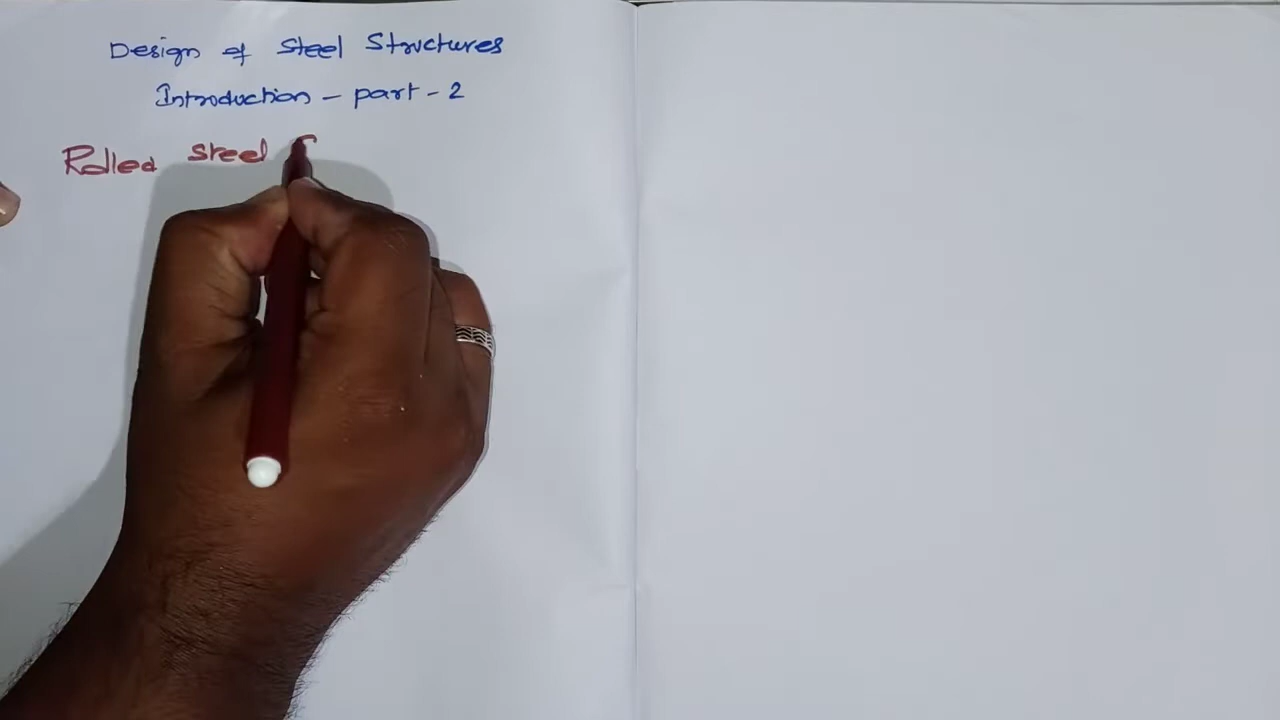 Design of Steel Structures
Introduction - part - 2
Rolled Steel